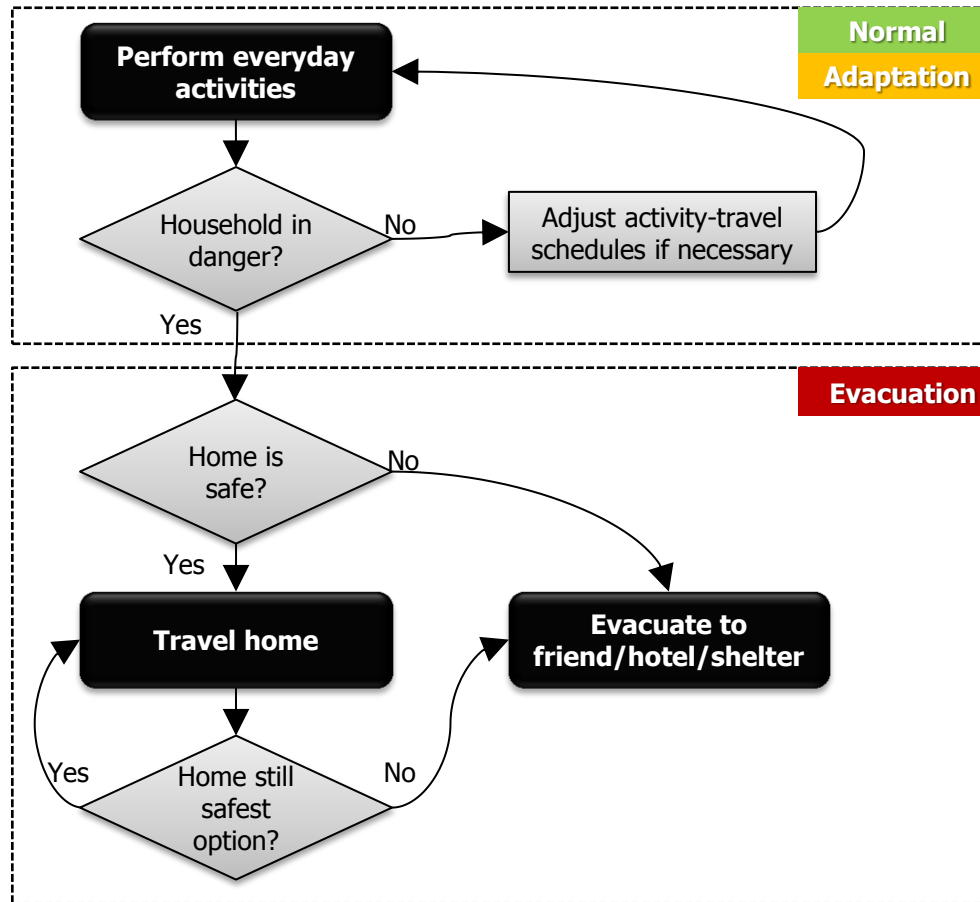 Normal
Adaptation
Perform everyday
activities
Household in
danger?
No
Adjust activity-travel
schedules if necessary
Yes
Evacuation
Home is
safe?
No
Yes
Travel home
Evacuate to
friend/hotel/shelter
Yes
Home still
safest
option?
No